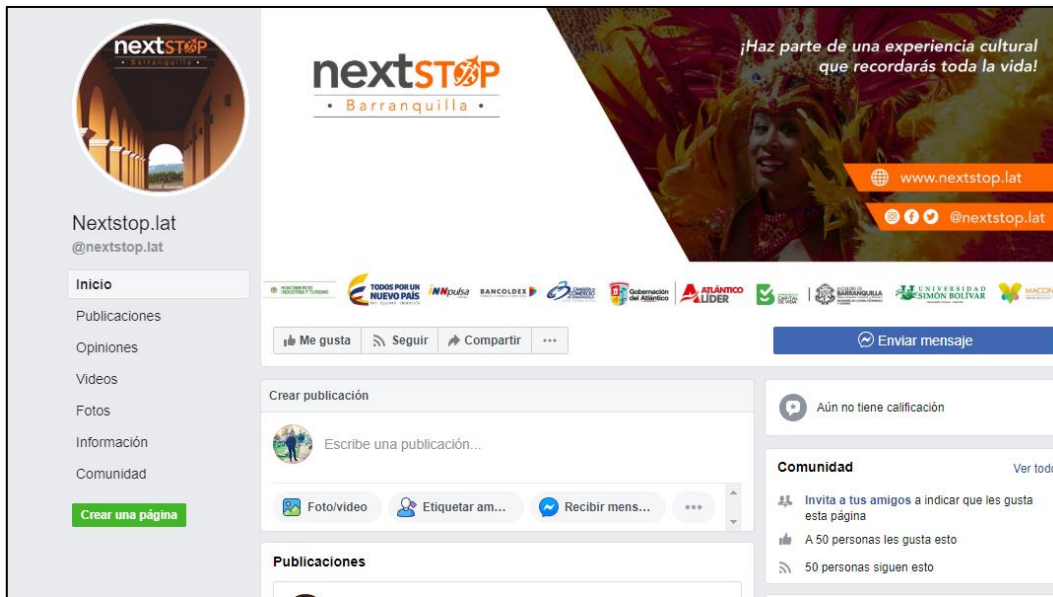 nextSTOP
• Barranquilla •
Nextstop.lat
@nextstop.lat
Inicio
Publicaciones
Opiniones
Videos
Fotos
Información
Comunidad
Crear una página
nextSTOP
• Barranquilla •
¡Haz parte de una experiencia cultural
que recordarás toda la vida!
www.nextstop.lat
@nextstop.lat
TODOS POR UN
NUEVO PAÍS
iNNpulsa
BANCOLDEX
Gobernación
del Atlántico
ATLÁNTICO
LÍDER
BARRANQUILLA
UNIVERSIDAD
SIMÓN BOLÍVAR
Me gusta
Seguir
Compartir
Enviar mensaje
Crear publicación
Escribe una publicación...
Foto/video
Etiquetar am...
Recibir mens...
Publicaciones
Aún no tiene calificación
Comunidad
Ver todo
Invita a tus amigos a indicar que les gusta
esta página
A 50 personas les gusta esto
50 personas siguen esto